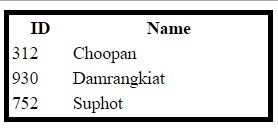 ID Name
312 Choopan
930 Damrangkiat
752 Suphot